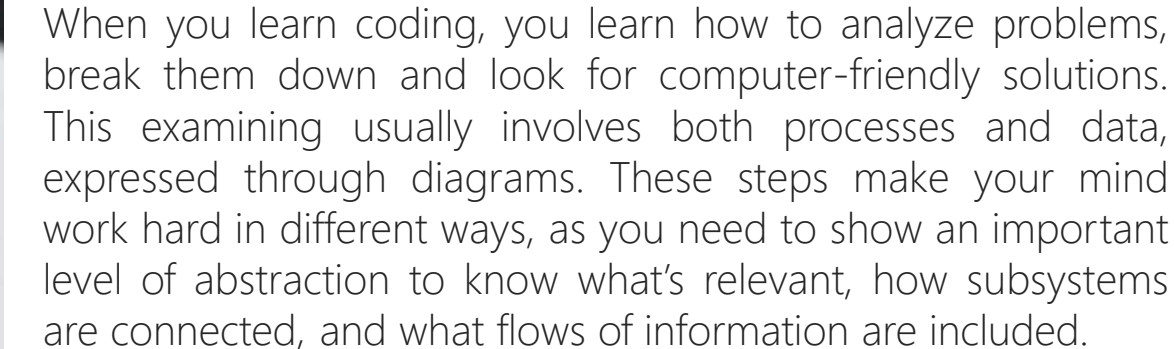 When you learn coding, you learn how to analyze problems,
break them down and look for computer-friendly solutions.
This examining usually involves both processes and data,
expressed through diagrams. These steps make your mind
work hard in different ways, as you need to show an important
level of abstraction to know what's relevant, how subsystems
are connected, and what flows of information are included.